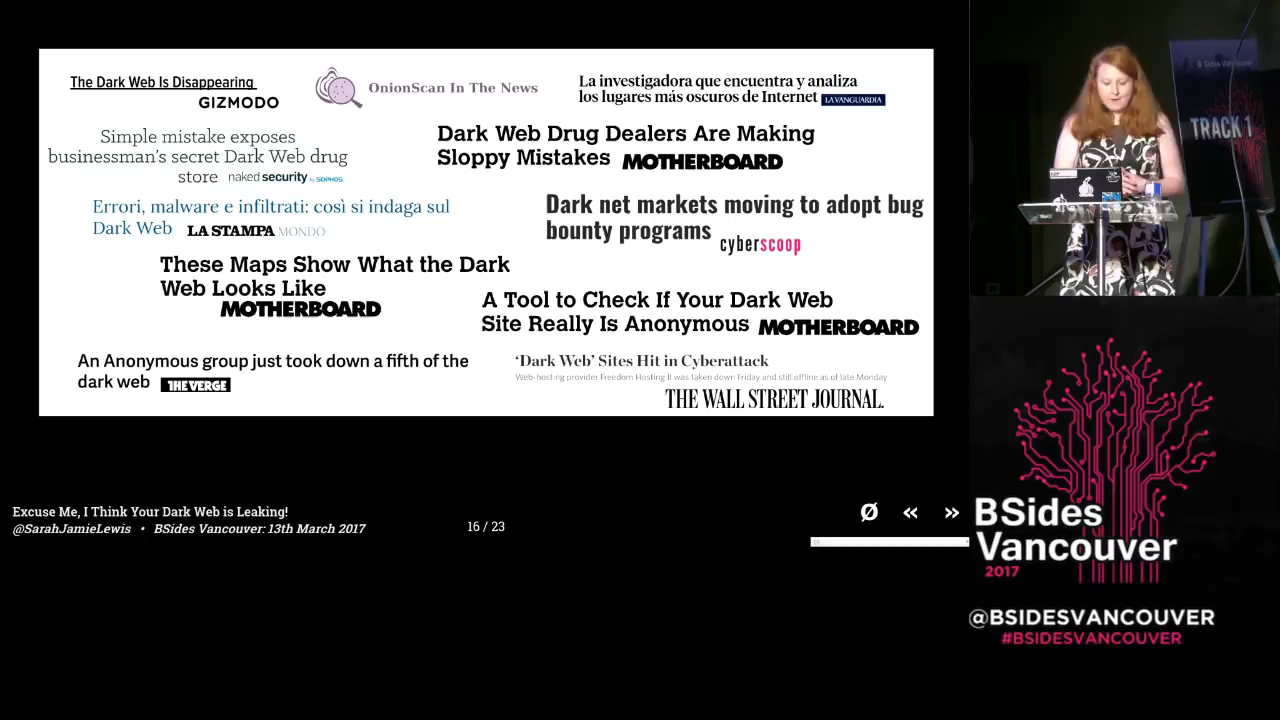 The Dark Web Is Disappearing
GIZMODO
OnionScan In The News
La investigadora que encuentra y analiza
los lugares más oscuros de Internet LAVANGUARDIA
Simple mistake exposes
businessman's secret Dark Web drug
store naked security by SOPHOS
Dark Web Drug Dealers Are Making
Sloppy Mistakes MOTHERBOARD
Errori, malware e infiltrati: così si indaga sul
Dark Web LA STAMPA MONDO
Dark net markets moving to adopt bug
bounty programs
cyberscoop
These Maps Show What the Dark
Web Looks Like
MOTHERBOARD
A Tool to Check If Your Dark Web
Site Really Is Anonymous MOTHERBOARD
An Anonymous group just took down a fifth of the
dark web THE VERGE
‘Dark Web’ Sites Hit in Cyberattack
Web-hosting provider Freedom Hosting II was taken down Friday and still offline as of late Monday
THE WALL STREET JOURNAL.
Excuse Me, I Think Your Dark Web is Leaking!
@SarahJamieLewis • BSides Vancouver: 13th March 2017
16 / 23
Ø « »
16
B Sides Vancouver
TRACK 1
BSides
Vancouver
2017
@BSIDESVANCOUVER
#BSIDESVANCOUVER